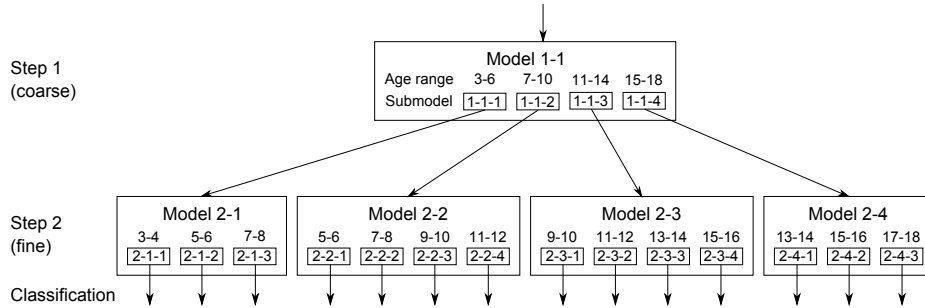 Model 1-1
Step 1
(coarse)
Age range 3-6 7-10 11-14 15-18
Submodel 1-1-1 1-1-2 1-1-3 1-1-4
Step 2
(fine)
Model 2-1 Model 2-2 Model 2-3 Model 2-4
3-4 5-6 7-8 5-6 7-8 9-10 11-12 9-10 11-12 13-14 15-16 13-14 15-16 17-18
2-1-1 2-1-2 2-1-3 2-2-1 2-2-2 2-2-3 2-2-4 2-3-1 2-3-2 2-3-3 2-3-4 2-4-1 2-4-2 2-4-3
Classification